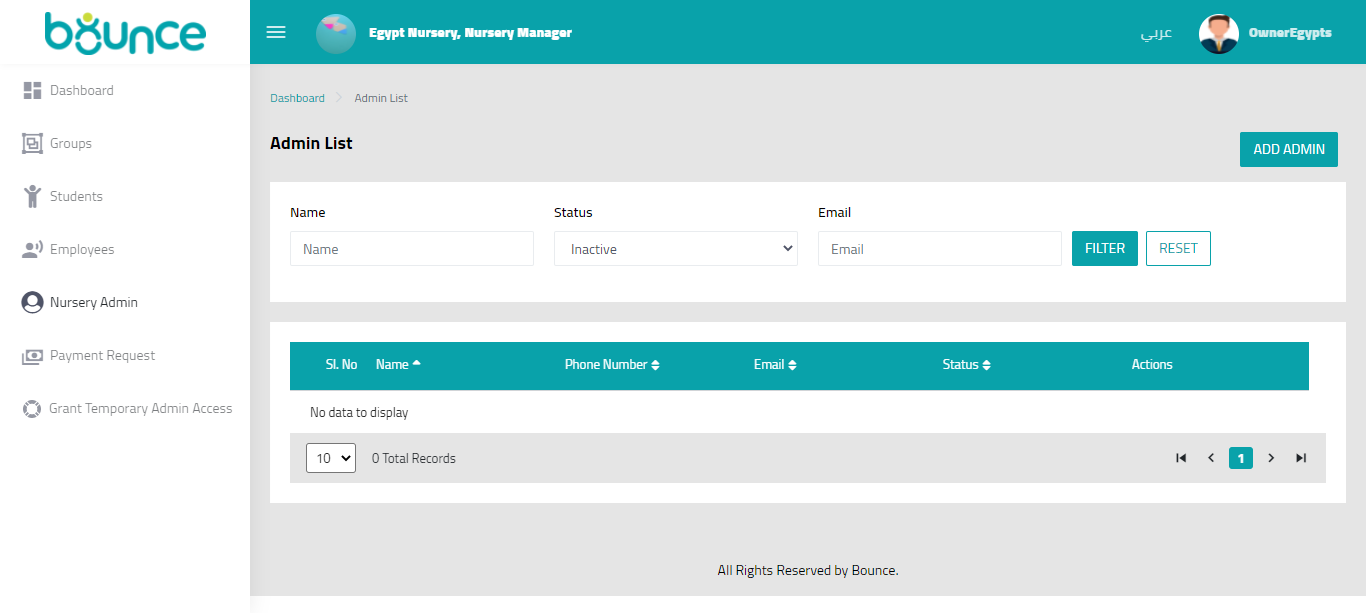 bounce
Egypt Nursery, Nursery Manager
عربي
OwnerEgypts
Dashboard
Groups
Students
Employees
Nursery Admin
Payment Request
Grant Temporary Admin Access
Dashboard > Admin List
Admin List
ADD ADMIN
Name Status Email
Name Inactive Email FILTER RESET
Sl. No Name Phone Number Email Status Actions
No data to display
10 0 Total Records 1
All Rights Reserved by Bounce.